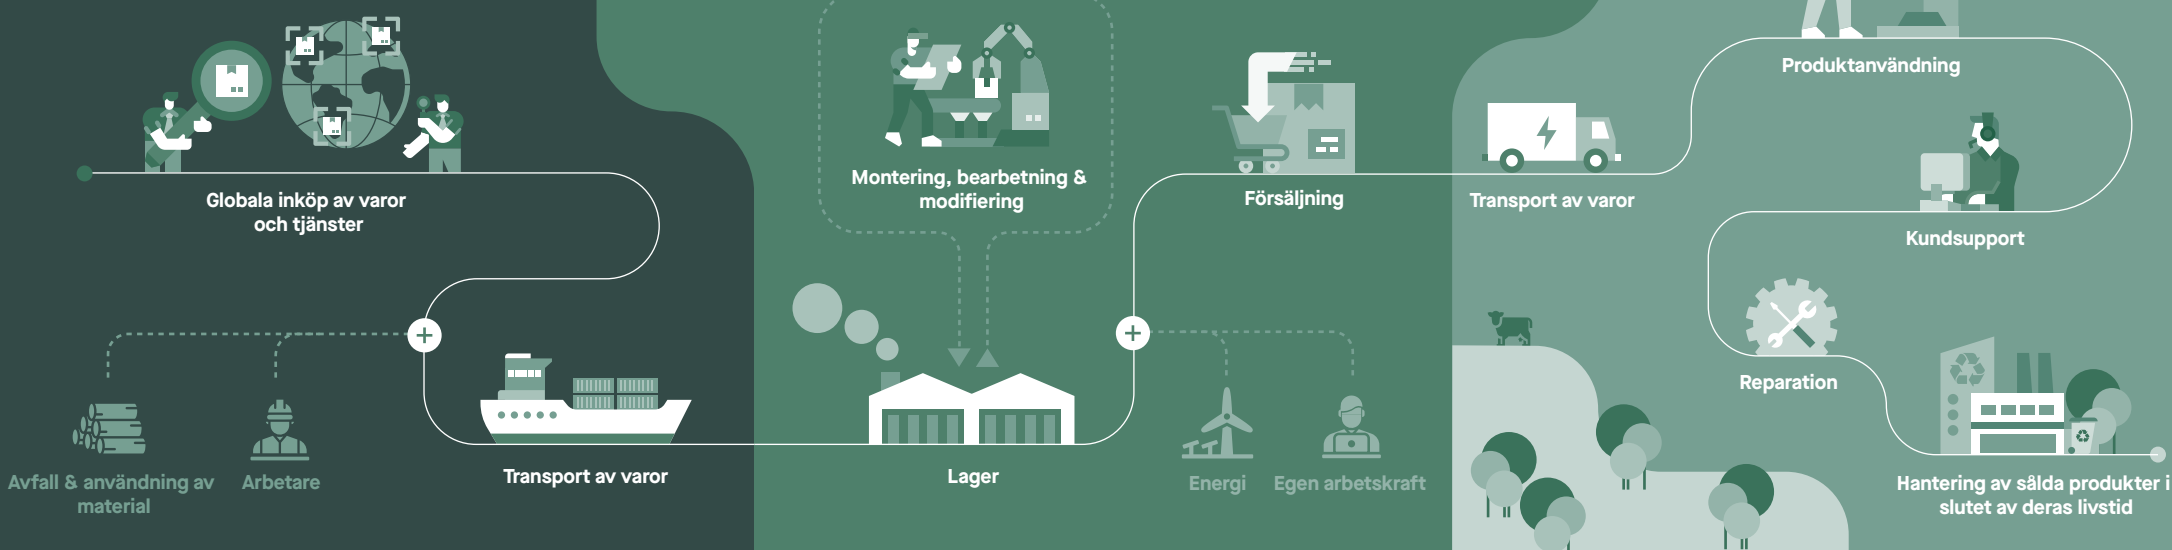 Globala inköp av varor
och tjänster
Avfall & användning av
material
Arbetare
Transport av varor
Montering, bearbetning &
modifiering
Lager
Energi
Egen arbetskraft
Försäljning
Transport av varor
Produktanvändning
Kundsupport
Reparation
Hantering av sålda produkter i
slutet av deras livstid